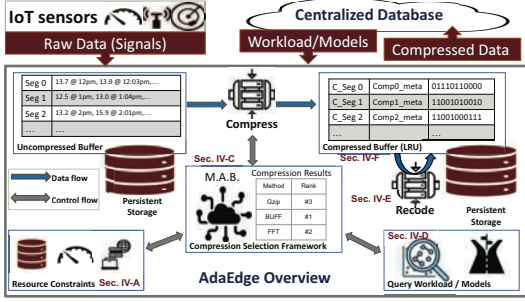 IoT sensors
Raw Data (Signals)
Centralized Database
Workload/Models
Compressed Data
Seg 0 13.7 @ 12pm, 13.9 @ 12:03pm,...
Seg 1 12.5 @ 1pm, 13.0 @ 1:04pm,...
Seg 2 13.2 @ 2pm, 15.9 @ 2:01pm,...
... ...
Uncompressed Buffer
Compress
C_Seg 0 Comp0_meta 01110110000
C_Seg 1 Comp1_meta 11001010010
C_Seg 2 Comp2_meta 11001000111
... ...
Compressed Buffer (LRU)
Sec. IV-C
Sec. IV-F
Data flow
Control flow
Persistent
Storage
M.A.B.
Compression Results
Method Rank
Gzip #3
BUFF #1
FFT #2
Compression Selection Framework
Sec. IV-E
Recode
Persistent
Storage
Resource Constraints
Sec. IV-A
AdaEdge Overview
Sec. IV-D
Query Workload / Models